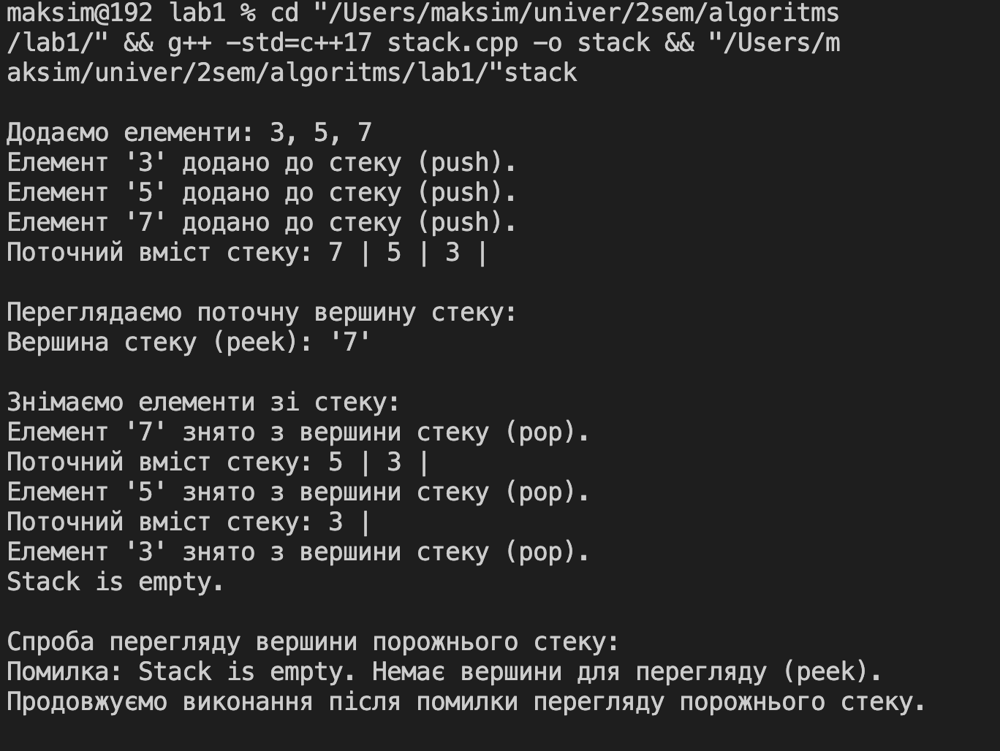 maksim@192 lab1 % cd "/Users/maksim/univer/2sem/algoritms
/lab1/" && g++ -std=c++17 stack.cpp -o stack && "/Users/m
aksim/univer/2sem/algoritms/lab1/"stack
Додаємо елементи: 3, 5, 7
Елемент '3' додано до стеку (push).
Елемент '5' додано до стеку (push).
Елемент '7' додано до стеку (push).
Поточний вміст стеку: 7 | 5 | 3 |
Переглядаємо поточну вершину стеку:
Вершина стеку (peek): '7'
Знімаємо елементи зі стеку:
Елемент '7' знято з вершини стеку (pop).
Поточний вміст стеку: 5 | 3 |
Елемент '5' знято з вершини стеку (pop).
Поточний вміст стеку: 3 |
Елемент '3' знято з вершини стеку (pop).
Stack is empty.
Спроба перегляду вершини порожнього стеку:
Помилка: Stack is empty. Немає вершини для перегляду (peek).
Продовжуємо виконання після помилки перегляду порожнього стеку.